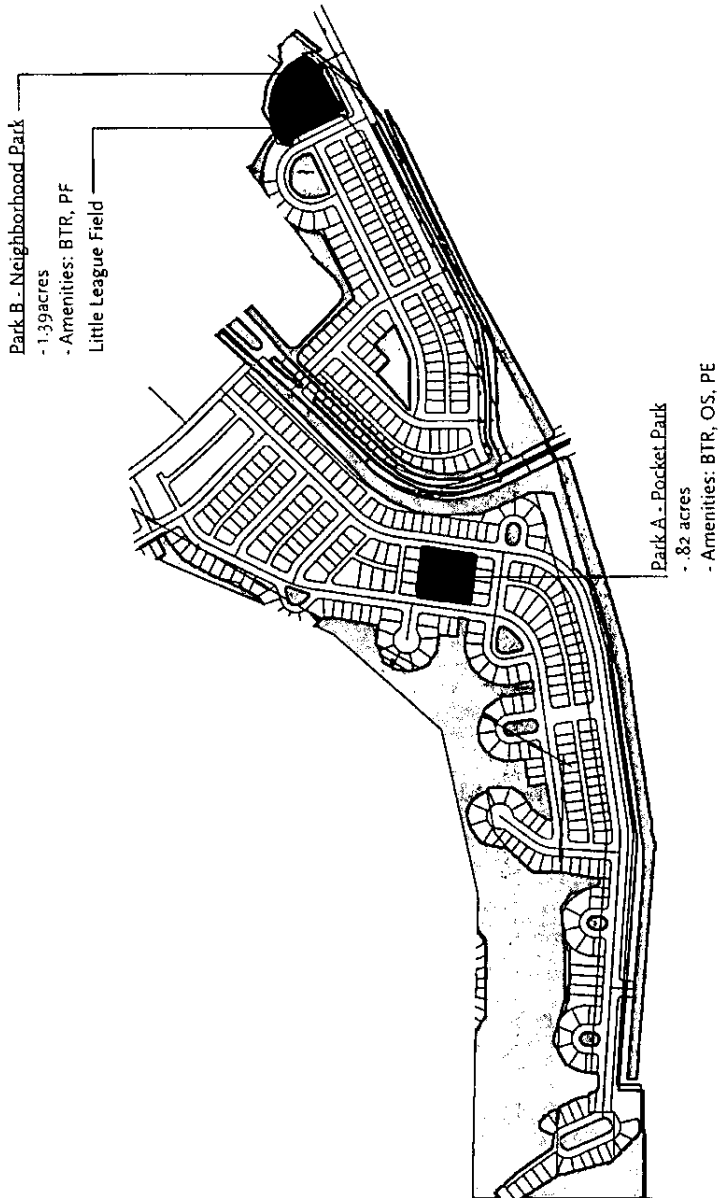 Park B - Neighborhood Park
- 1.39acres
- Amenities: BTR, PF
Little League Field
Park A - Pocket Park
- .82 acres
- Amenities: BTR, OS, PE